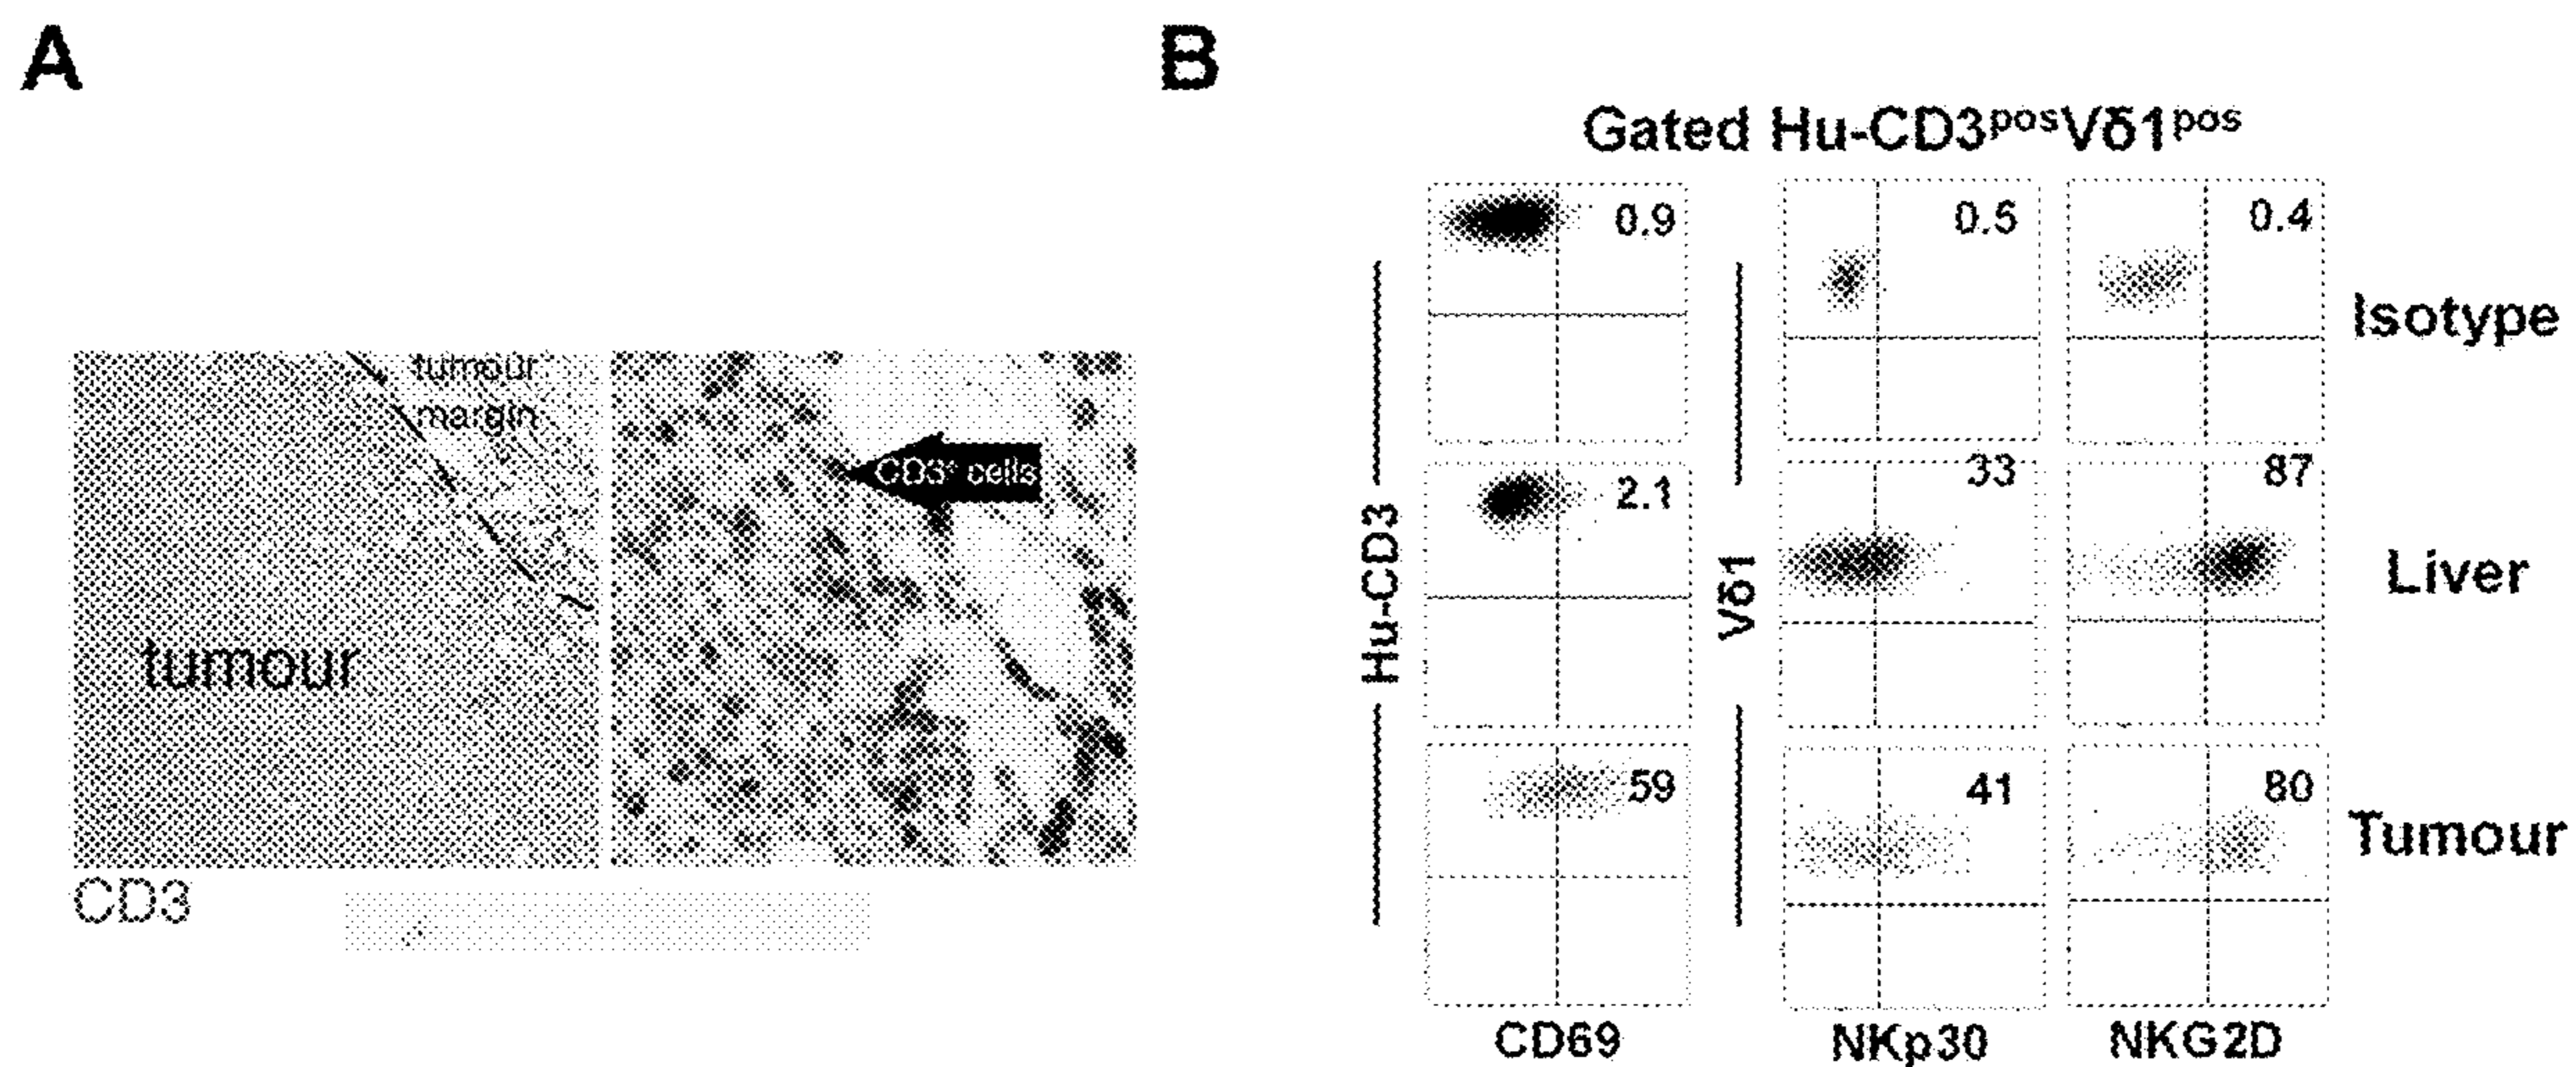 A
tumour
margin
tumour
CD3⁺ cells
CD3
B
Gated Hu-CD3ᵖᵒˢVδ1ᵖᵒˢ
Hu-CD3
Vδ1
0.9
0.5
0.4
Isotype
2.1
33
87
Liver
59
41
80
Tumour
CD69
NKp30
NKG2D